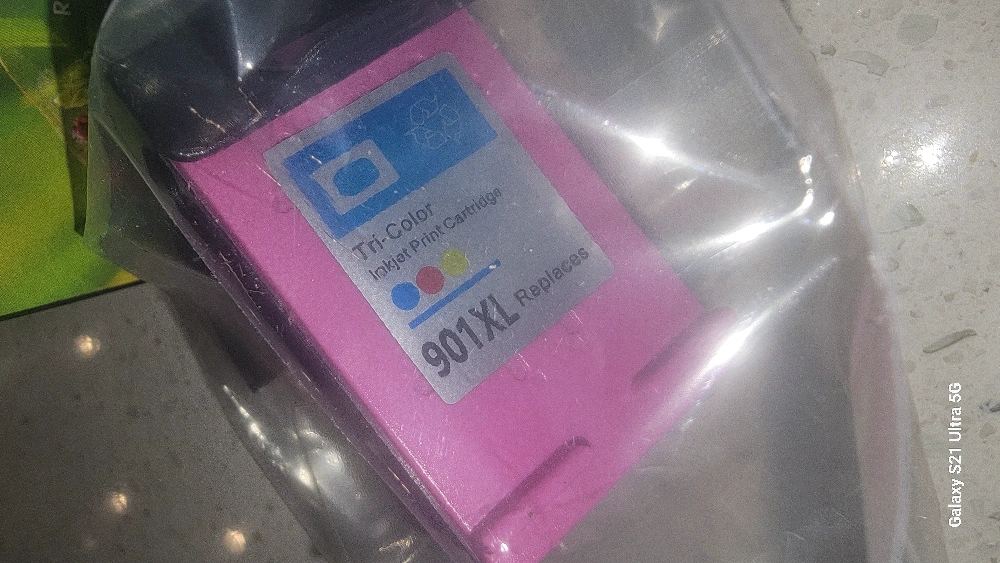 R
Tri-Color
Inkjet Print Cartridge
901XL Replaces
Galaxy S21 Ultra 5G